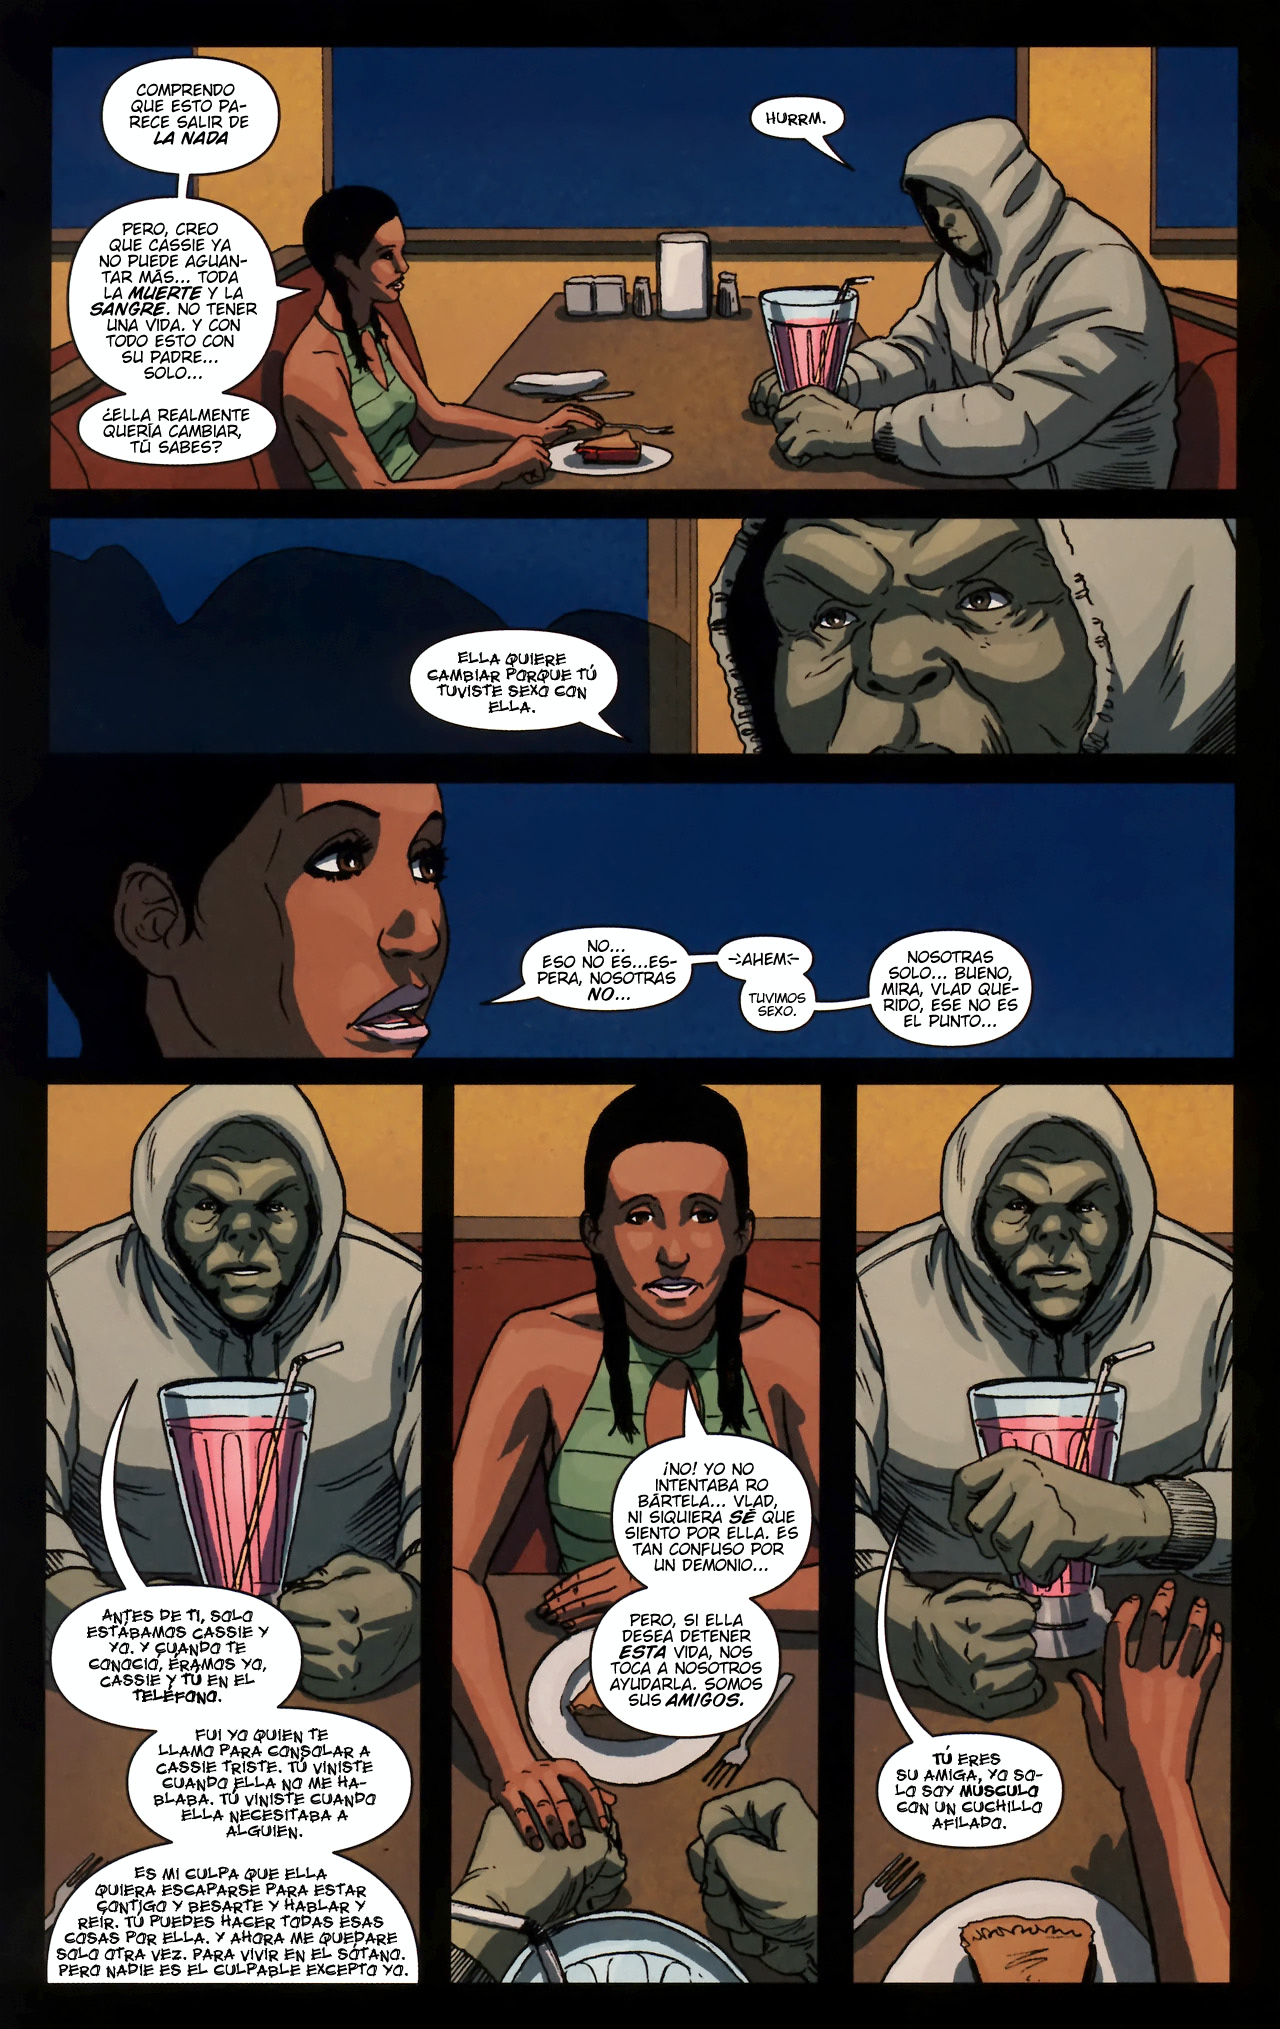 COMPRENDO
QUE ESTO PA-
RECE SALIR DE
LA NADA
PERO, CREO
QUE CASSIE YA
NO PUEDE AGUAN-
TAR MÁS... TODA
LA MUERTE Y LA
SANGRE. NO TENER
UNA VIDA. Y CON
TODO ESTO CON
SU PADRE...
SOLO...
¿ELLA REALMENTE
QUERÍA CAMBIAR,
TÚ SABES?
HURRM.
ELLA QUIERE
CAMBIAR PORQUE TÚ
TUVISTE SEXO CON
ELLA.
NO...
ESO NO ES...ES-
PERA, NOSOTRAS
NO...
AHEM
TUVIMOS
SEXO.
NOSOTRAS
SOLO... BUENO,
MIRA, VLAD QUE-
RIDO, ESE NO ES
EL PUNTO...
ANTES DE TI, SOLO
ESTÁBAMOS CASSIE Y
YO. Y CUANDO TE
CONOCIÓ, ÉRAMOS YO,
CASSIE Y TÚ EN EL
TELÉFONO.
FUI YO QUIEN TE
LLAMO PARA CONSOLAR A
CASSIE TRISTE. TÚ VINISTE
CUANDO ELLA NO ME HA-
BLABA. TÚ VINISTE CUANDO
ELLA NECESITABA A
ALGUIEN.
ES MI CULPA QUE ELLA
QUIERA ESCAPARSE PARA ESTAR
CONTIGO Y BESARTE Y HABLAR Y
REÍR. TÚ PUEDES HACER TODAS ESAS
COSAS POR ELLA. Y AHORA ME QUEDARE
SOLO OTRA VEZ. PARA VIVIR EN EL SÓTANO.
PERO NADIE ES EL CULPABLE EXCEPTO YO.
¡NO! YO NO
INTENTABA RO
BÁRTELA... VLAD,
NI SIQUIERA SÉ QUE
SIENTO POR ELLA. ES
TAN CONFUSO POR
UN DEMONIO...
PERO, SI ELLA
DESEA DETENER
ESTA VIDA, NOS
TOCA A NOSOTROS
AYUDARLA. SOMOS
SUS AMIGOS.
TÚ ERES
SU AMIGA, YO SO-
LO SOY MÚSCULO
CON UN CUCHILLO
AFILADO.